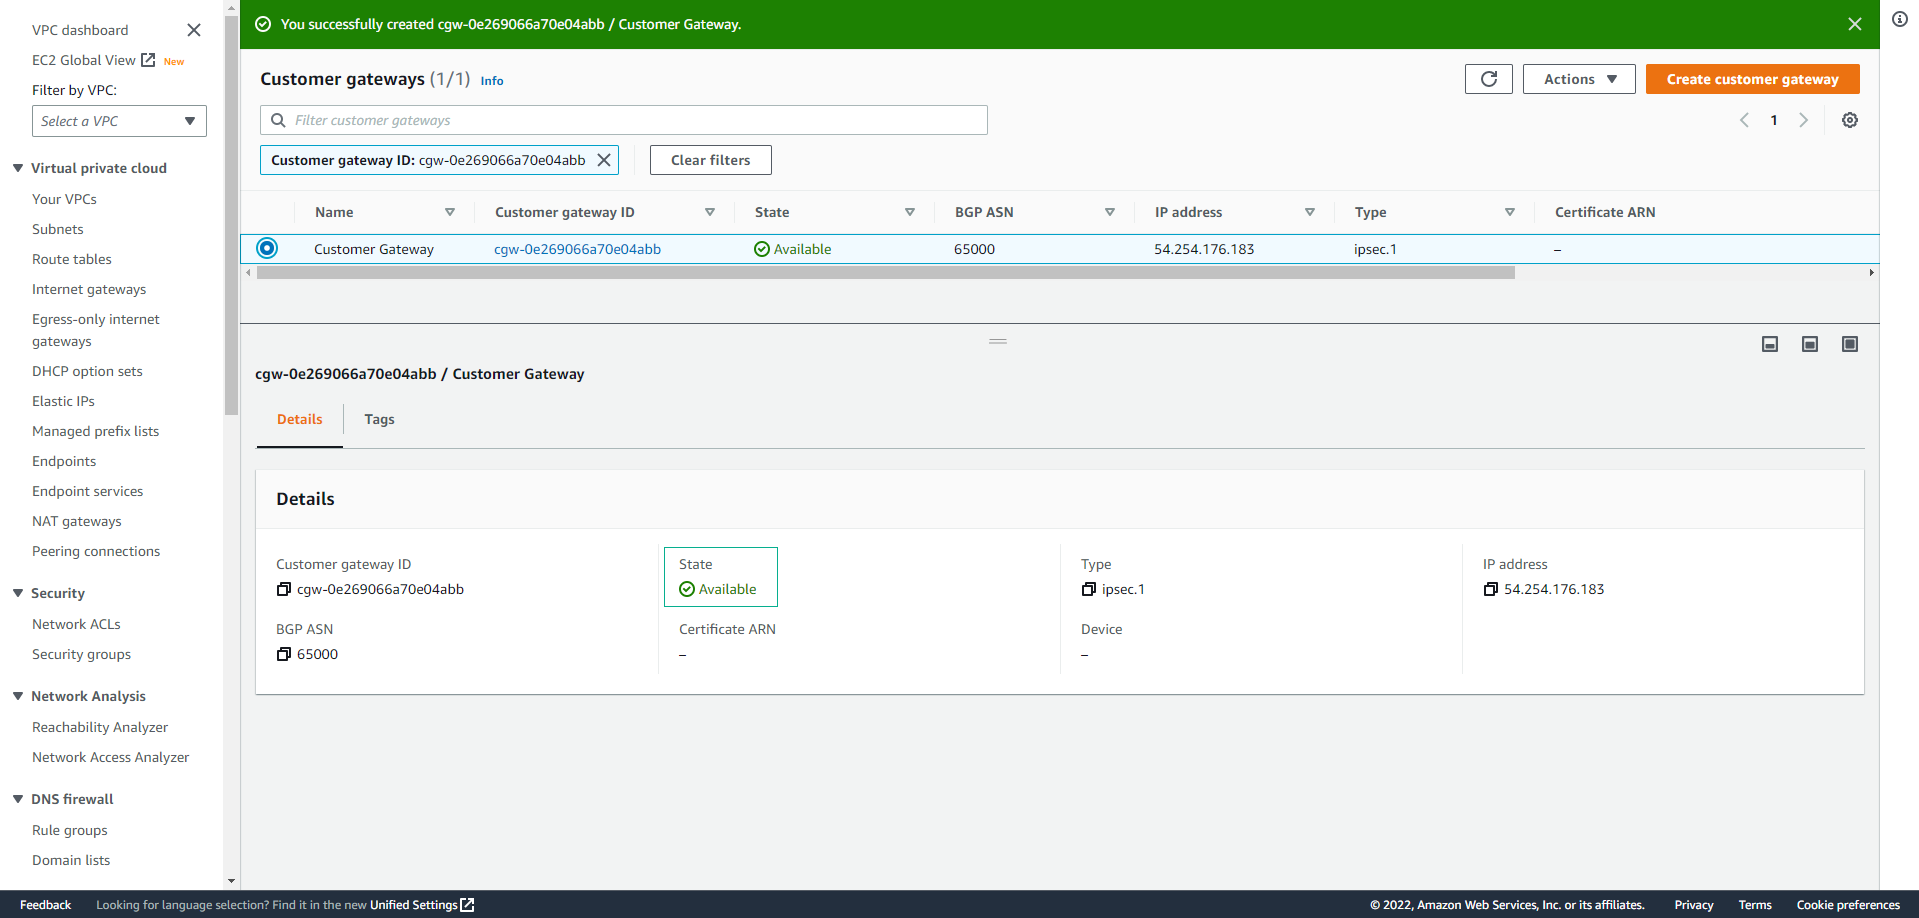 VPC dashboard
EC2 Global View New
Filter by VPC:
Select a VPC
Virtual private cloud
Your VPCs
Subnets
Route tables
Internet gateways
Egress-only internet
gateways
DHCP option sets
Elastic IPs
Managed prefix lists
Endpoints
Endpoint services
NAT gateways
Peering connections
Security
Network ACLs
Security groups
Network Analysis
Reachability Analyzer
Network Access Analyzer
DNS firewall
Rule groups
Domain lists
You successfully created cgw-0e269066a70e04abb / Customer Gateway.
Customer gateways (1/1) Info
Actions
Create customer gateway
Filter customer gateways
1
Customer gateway ID: cgw-0e269066a70e04abb
Clear filters
Name Customer gateway ID State BGP ASN IP address Type Certificate ARN
Customer Gateway cgw-0e269066a70e04abb Available 65000 54.254.176.183 ipsec.1 –
cgw-0e269066a70e04abb / Customer Gateway
Details Tags
Details
Customer gateway ID
cgw-0e269066a70e04abb
State
Available
Type
ipsec.1
IP address
54.254.176.183
BGP ASN
65000
Certificate ARN
–
Device
–
Feedback Looking for language selection? Find it in the new Unified Settings © 2022, Amazon Web Services, Inc. or its affiliates. Privacy Terms Cookie preferences